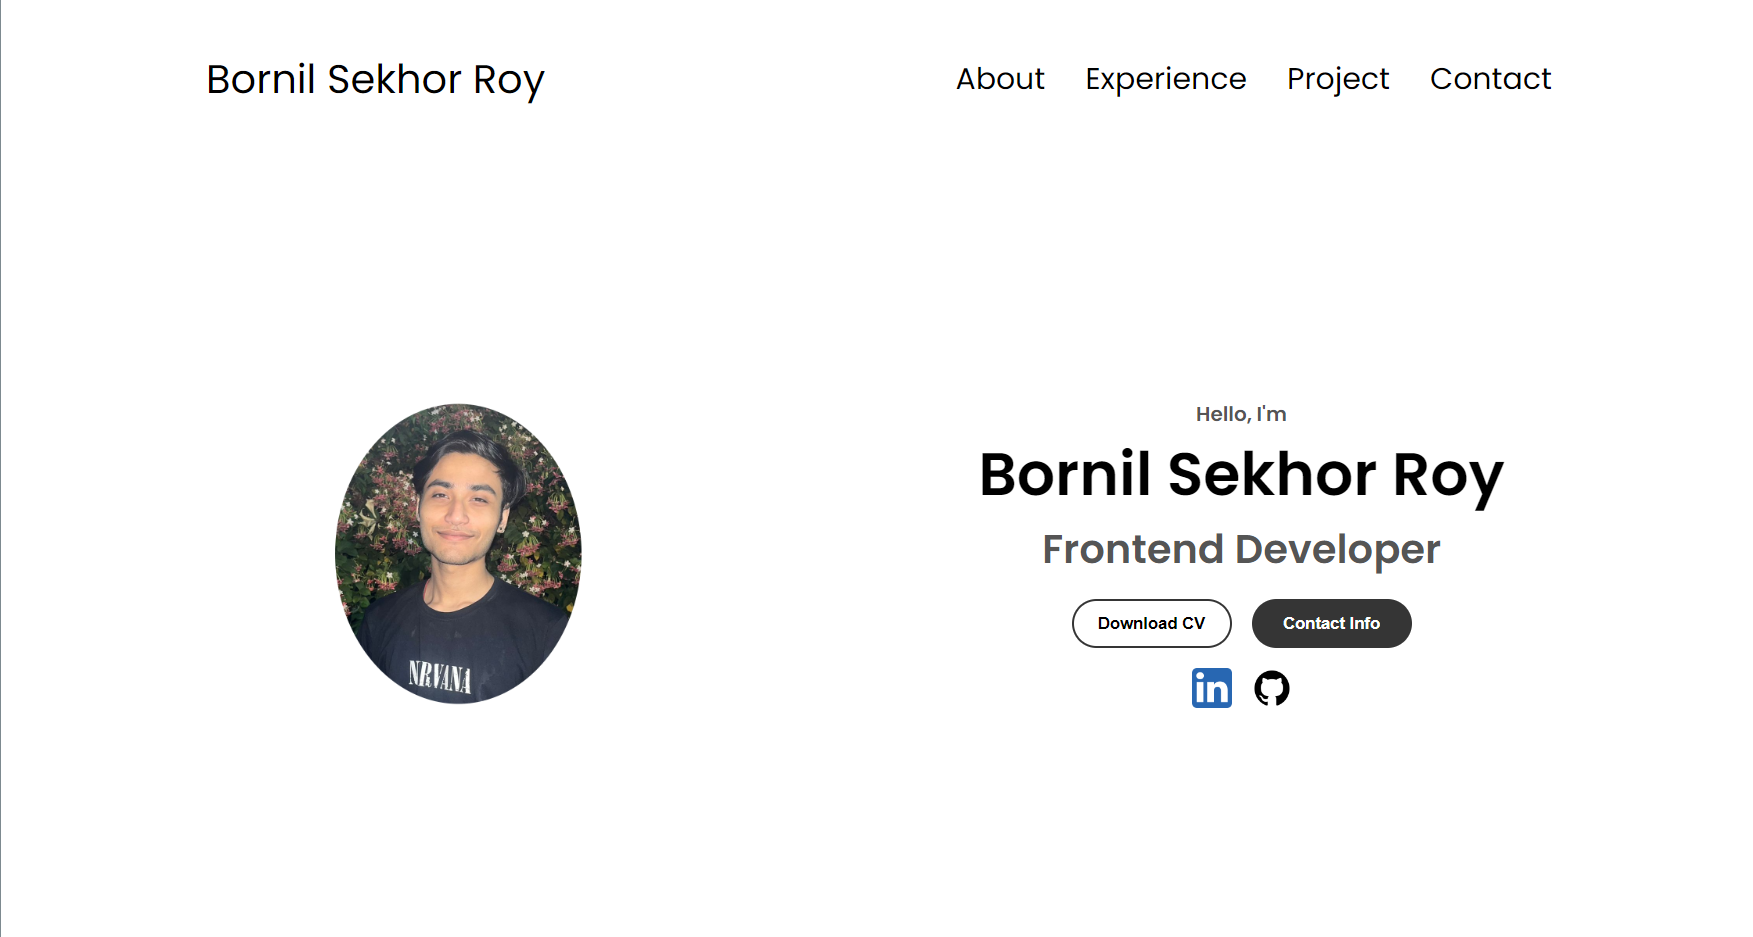 Bornil Sekhor Roy
About Experience Project Contact
Hello, I'm
Bornil Sekhor Roy
Frontend Developer
Download CV Contact Info
in
NRVANA